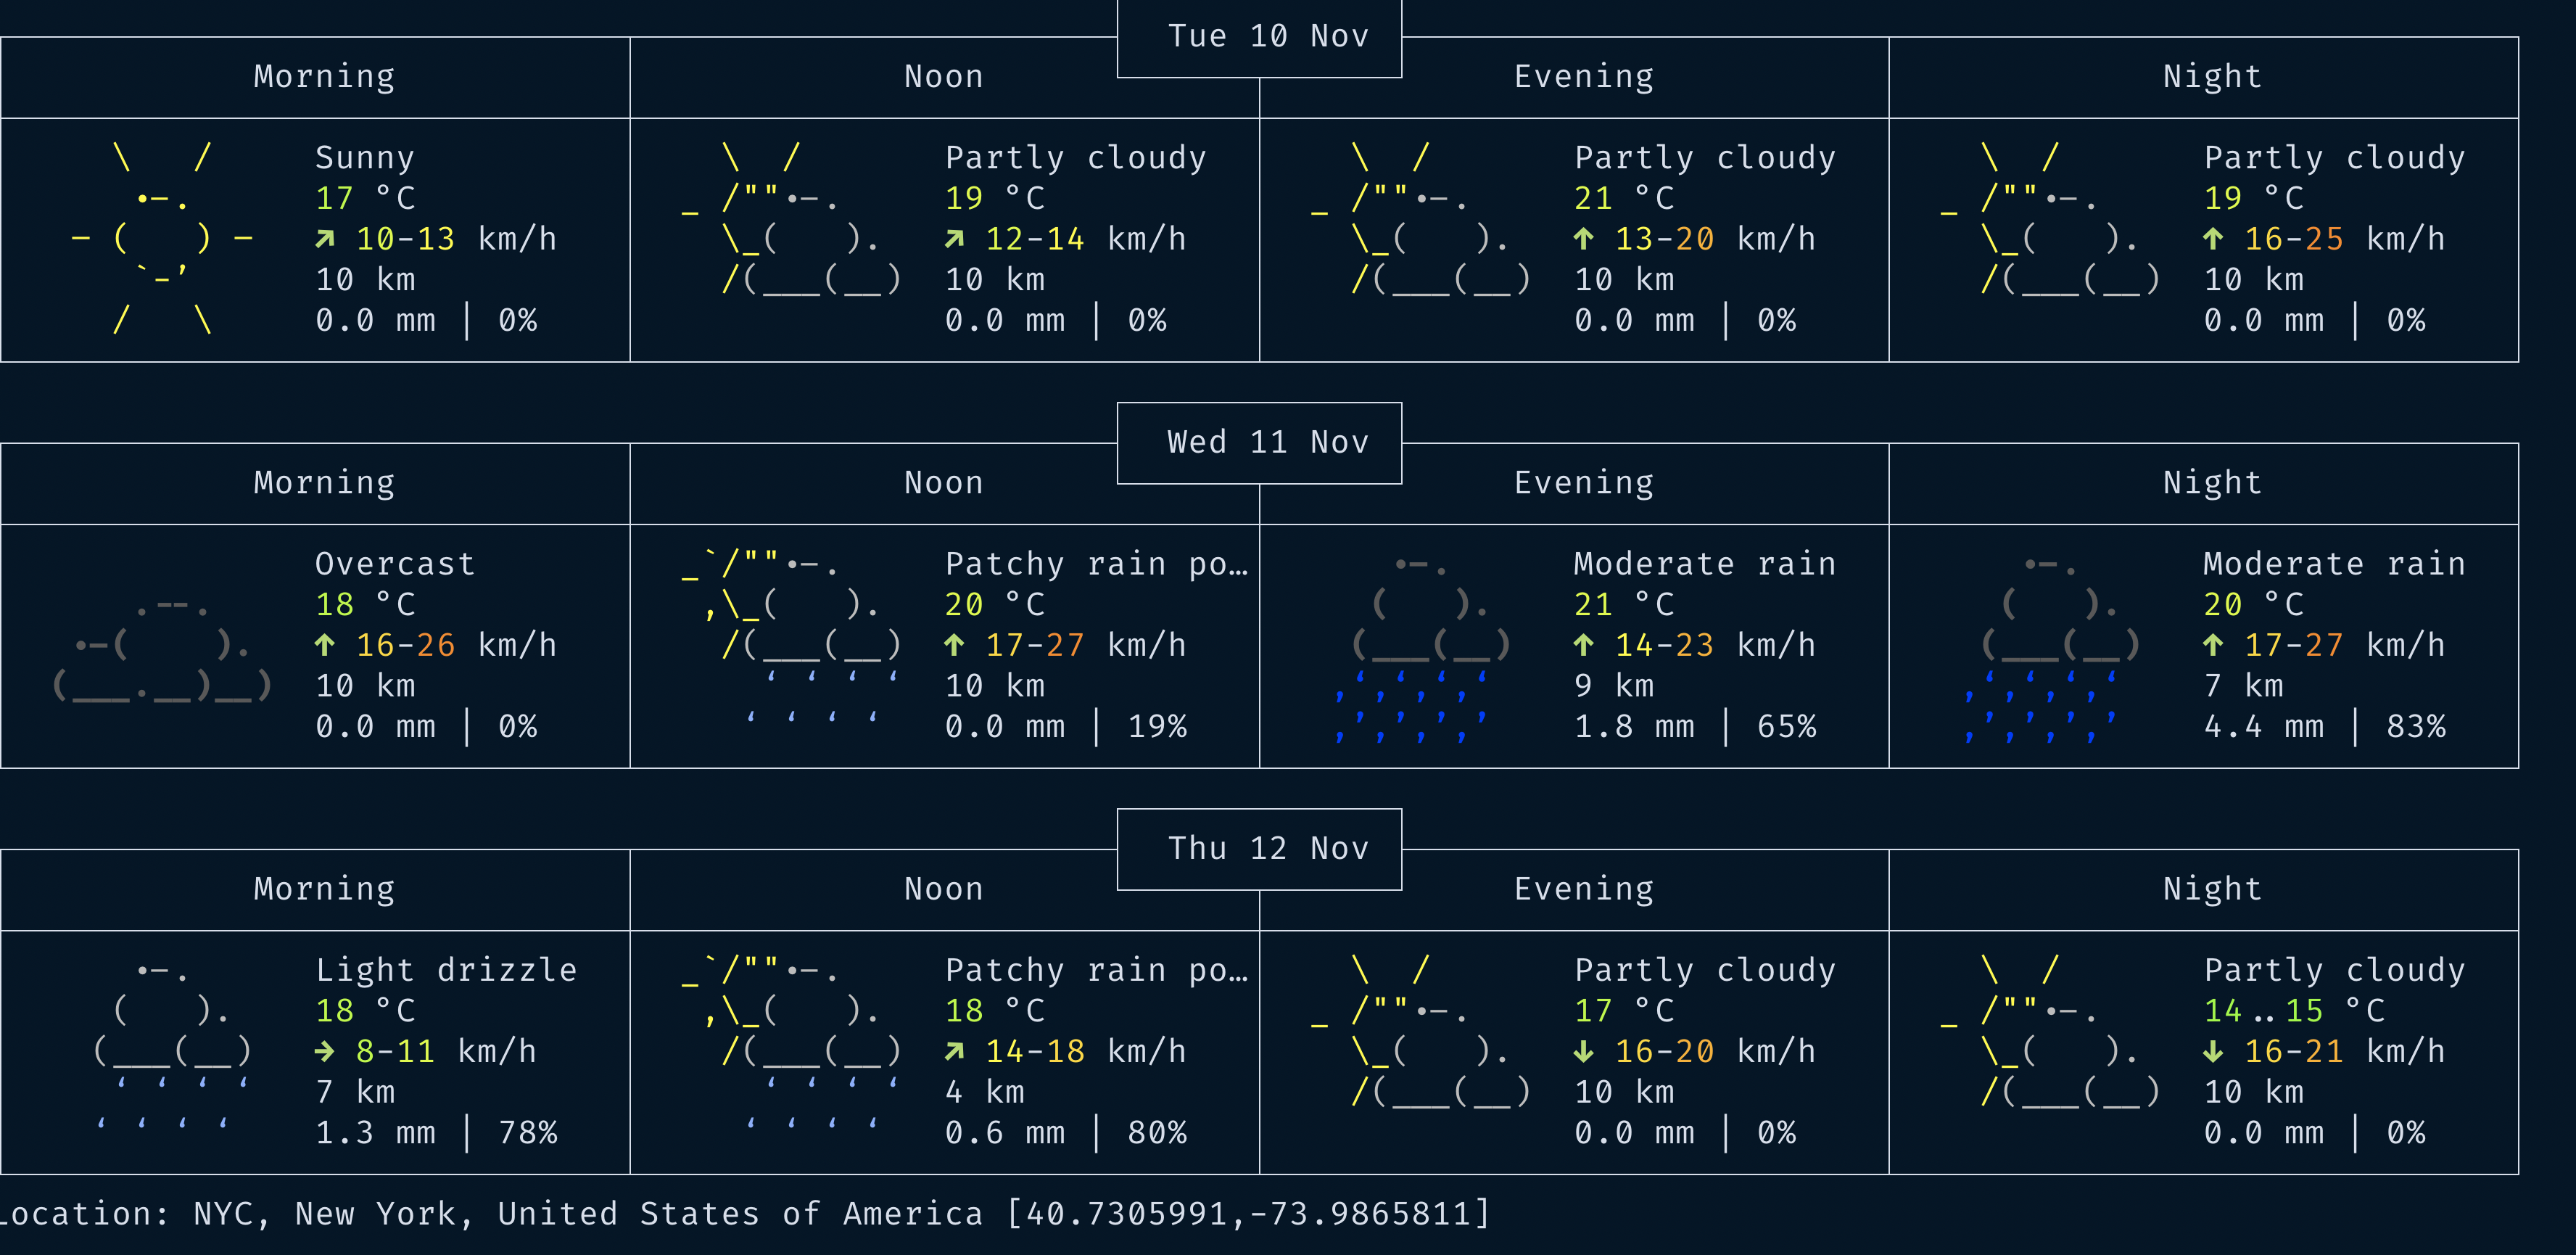 Tue 10 Nov
Morning Noon Evening Night
Sunny Partly cloudy Partly cloudy Partly cloudy
17 °C 19 °C 21 °C 19 °C
↗ 10-13 km/h ↗ 12-14 km/h ↑ 13-20 km/h ↑ 16-25 km/h
10 km 10 km 10 km 10 km
0.0 mm | 0% 0.0 mm | 0% 0.0 mm | 0% 0.0 mm | 0%
Wed 11 Nov
Morning Noon Evening Night
Overcast Patchy rain po… Moderate rain Moderate rain
18 °C 20 °C 21 °C 20 °C
↑ 16-26 km/h ↑ 17-27 km/h ↑ 14-23 km/h ↑ 17-27 km/h
10 km 10 km 9 km 7 km
0.0 mm | 0% 0.0 mm | 19% 1.8 mm | 65% 4.4 mm | 83%
Thu 12 Nov
Morning Noon Evening Night
Light drizzle Patchy rain po… Partly cloudy Partly cloudy
18 °C 18 °C 17 °C 14..15 °C
→ 8-11 km/h ↗ 14-18 km/h ↓ 16-20 km/h ↓ 16-21 km/h
7 km 4 km 10 km 10 km
1.3 mm | 78% 0.6 mm | 80% 0.0 mm | 0% 0.0 mm | 0%
Location: NYC, New York, United States of America [40.7305991,-73.9865811]